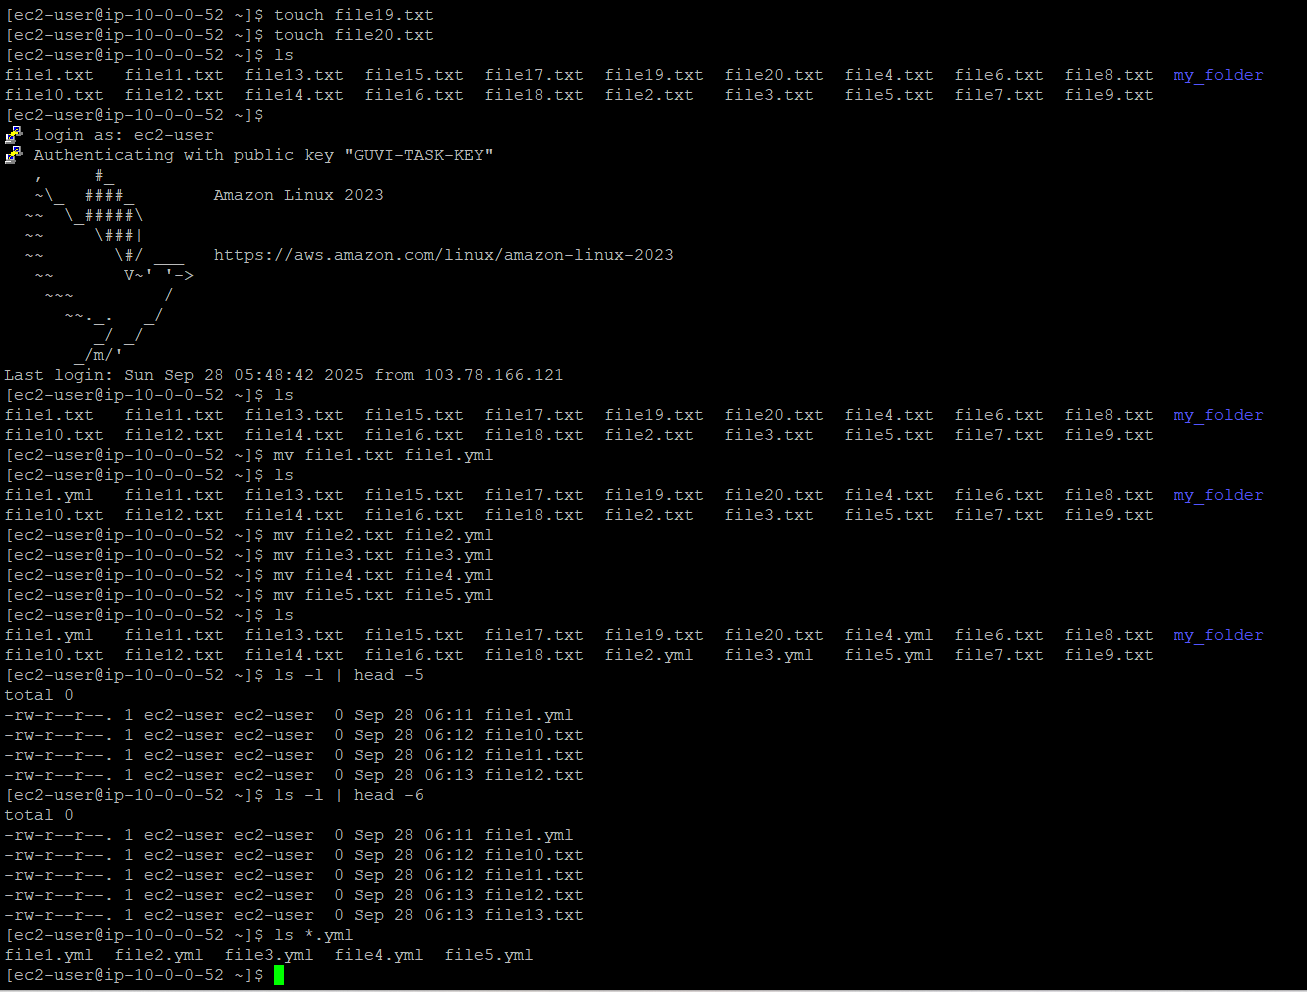 [ec2-user@ip-10-0-0-52 ~]$ touch file19.txt
[ec2-user@ip-10-0-0-52 ~]$ touch file20.txt
[ec2-user@ip-10-0-0-52 ~]$ ls
file1.txt   file11.txt  file13.txt  file15.txt  file17.txt  file19.txt  file20.txt  file4.txt  file6.txt  file8.txt  my_folder
file10.txt  file12.txt  file14.txt  file16.txt  file18.txt  file2.txt   file3.txt   file5.txt  file7.txt  file9.txt
[ec2-user@ip-10-0-0-52 ~]$
login as: ec2-user
Authenticating with public key "GUVI-TASK-KEY"
   ,     #_
   ~\_  ####_        Amazon Linux 2023
  ~~  \_#####\
  ~~     \###|
  ~~       \#/ ___   https://aws.amazon.com/linux/amazon-linux-2023
   ~~       V~' '->
    ~~~         /
      ~~._.   _/
         _/ _/
       _/m/'
Last login: Sun Sep 28 05:48:42 2025 from 103.78.166.121
[ec2-user@ip-10-0-0-52 ~]$ ls
file1.txt   file11.txt  file13.txt  file15.txt  file17.txt  file19.txt  file20.txt  file4.txt  file6.txt  file8.txt  my_folder
file10.txt  file12.txt  file14.txt  file16.txt  file18.txt  file2.txt   file3.txt   file5.txt  file7.txt  file9.txt
[ec2-user@ip-10-0-0-52 ~]$ mv file1.txt file1.yml
[ec2-user@ip-10-0-0-52 ~]$ ls
file1.yml   file11.txt  file13.txt  file15.txt  file17.txt  file19.txt  file20.txt  file4.txt  file6.txt  file8.txt  my_folder
file10.txt  file12.txt  file14.txt  file16.txt  file18.txt  file2.txt   file3.txt   file5.txt  file7.txt  file9.txt
[ec2-user@ip-10-0-0-52 ~]$ mv file2.txt file2.yml
[ec2-user@ip-10-0-0-52 ~]$ mv file3.txt file3.yml
[ec2-user@ip-10-0-0-52 ~]$ mv file4.txt file4.yml
[ec2-user@ip-10-0-0-52 ~]$ mv file5.txt file5.yml
[ec2-user@ip-10-0-0-52 ~]$ ls
file1.yml   file11.txt  file13.txt  file15.txt  file17.txt  file19.txt  file20.txt  file4.yml  file6.txt  file8.txt  my_folder
file10.txt  file12.txt  file14.txt  file16.txt  file18.txt  file2.yml   file3.yml   file5.yml  file7.txt  file9.txt
[ec2-user@ip-10-0-0-52 ~]$ ls -l | head -5
total 0
-rw-r--r--. 1 ec2-user ec2-user  0 Sep 28 06:11 file1.yml
-rw-r--r--. 1 ec2-user ec2-user  0 Sep 28 06:12 file10.txt
-rw-r--r--. 1 ec2-user ec2-user  0 Sep 28 06:12 file11.txt
-rw-r--r--. 1 ec2-user ec2-user  0 Sep 28 06:13 file12.txt
[ec2-user@ip-10-0-0-52 ~]$ ls -l | head -6
total 0
-rw-r--r--. 1 ec2-user ec2-user  0 Sep 28 06:11 file1.yml
-rw-r--r--. 1 ec2-user ec2-user  0 Sep 28 06:12 file10.txt
-rw-r--r--. 1 ec2-user ec2-user  0 Sep 28 06:12 file11.txt
-rw-r--r--. 1 ec2-user ec2-user  0 Sep 28 06:13 file12.txt
-rw-r--r--. 1 ec2-user ec2-user  0 Sep 28 06:13 file13.txt
[ec2-user@ip-10-0-0-52 ~]$ ls *.yml
file1.yml  file2.yml  file3.yml  file4.yml  file5.yml
[ec2-user@ip-10-0-0-52 ~]$